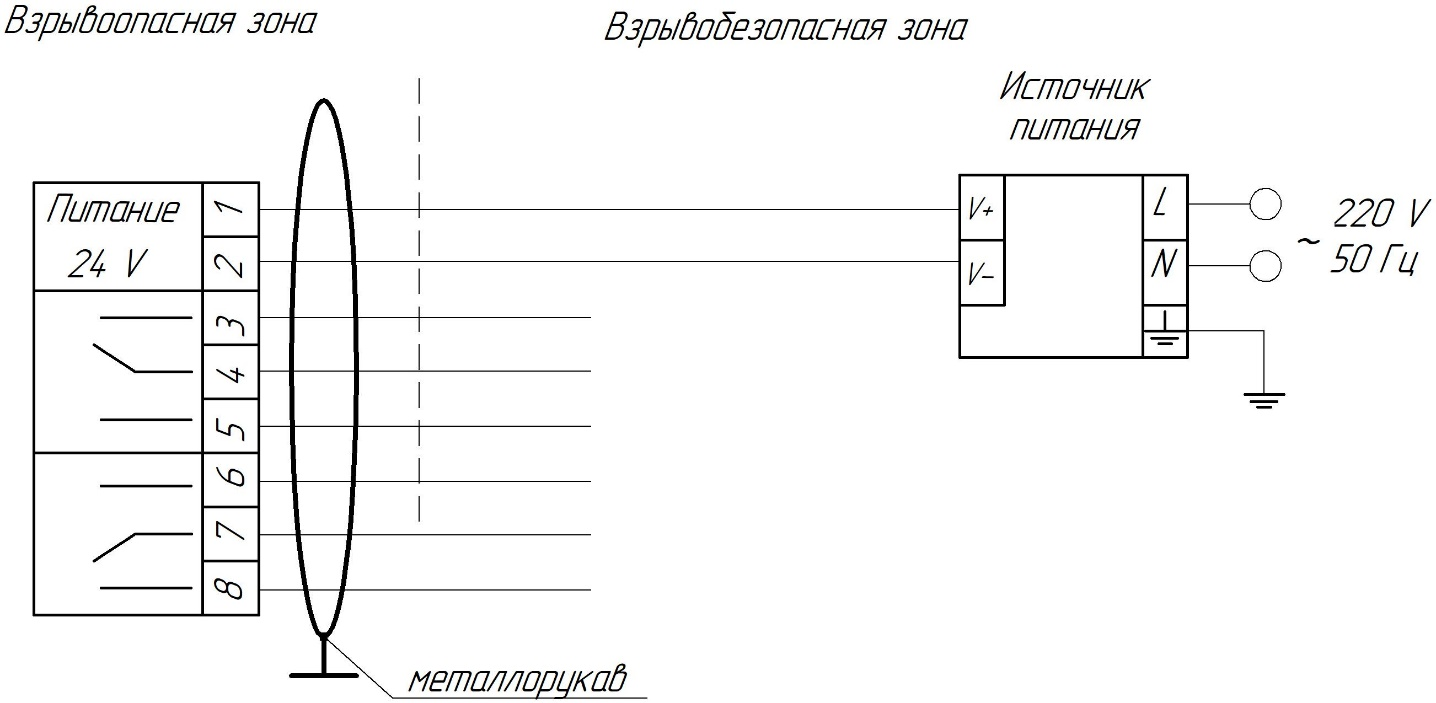 Взрывоопасная зона
Взрывобезопасная зона
Источник
питания
Питание
24 V
1
2
3
4
5
6
7
8
V+
V-
L
N
~
220 V
50 Гц
металлорукав